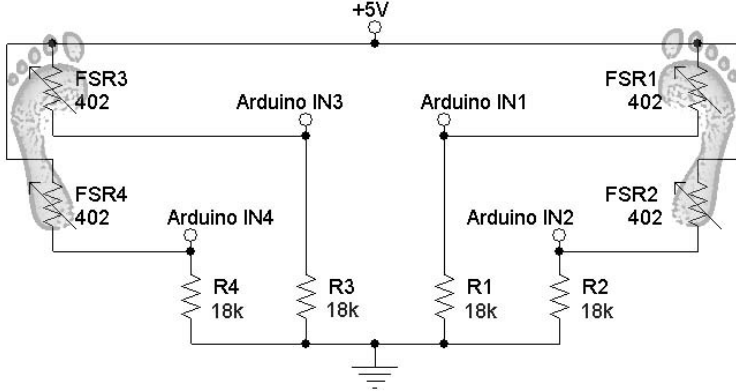 +5V
FSR3
402
FSR1
402
Arduino IN3
Arduino IN1
FSR4
402
FSR2
402
Arduino IN4
Arduino IN2
R4
18k
R3
18k
R1
18k
R2
18k